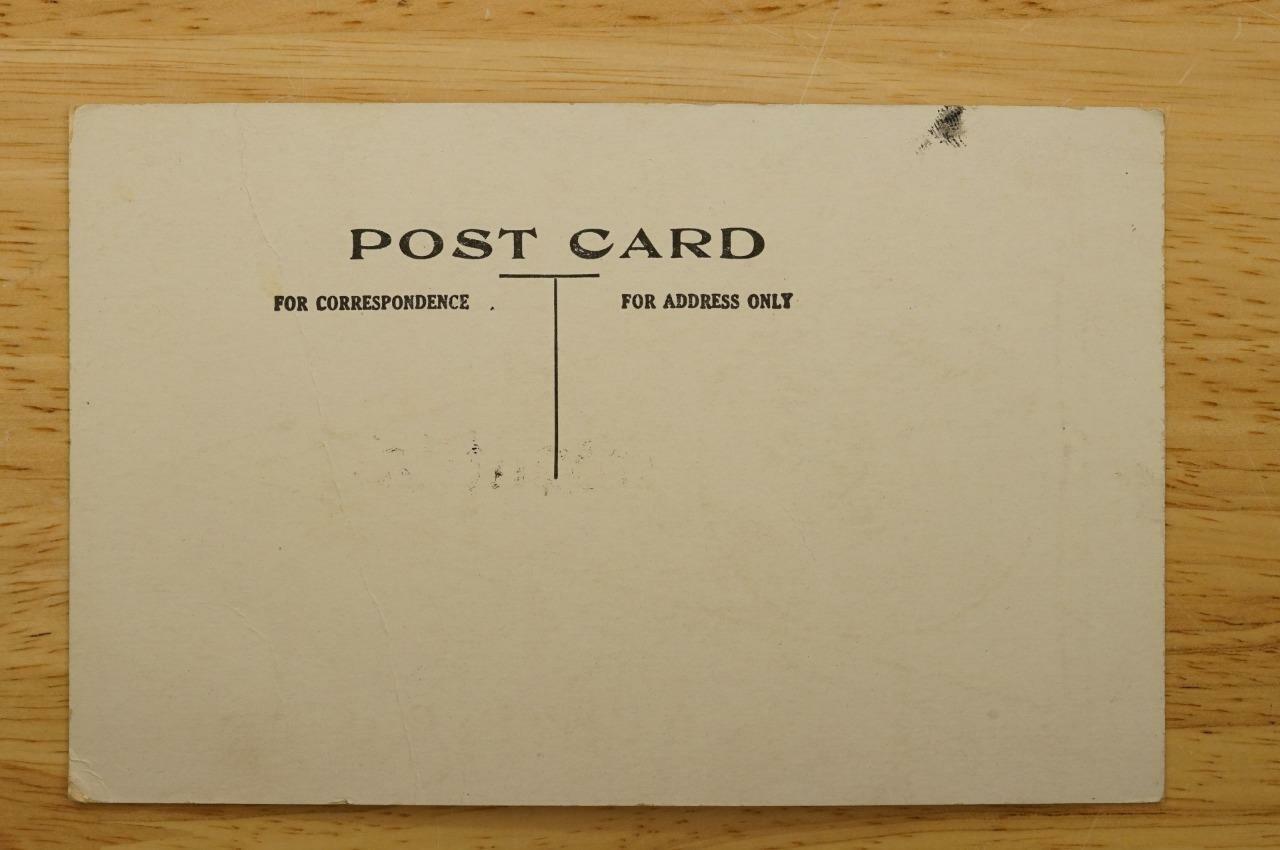 POST CARD
FOR CORRESPONDENCE . FOR ADDRESS ONLY